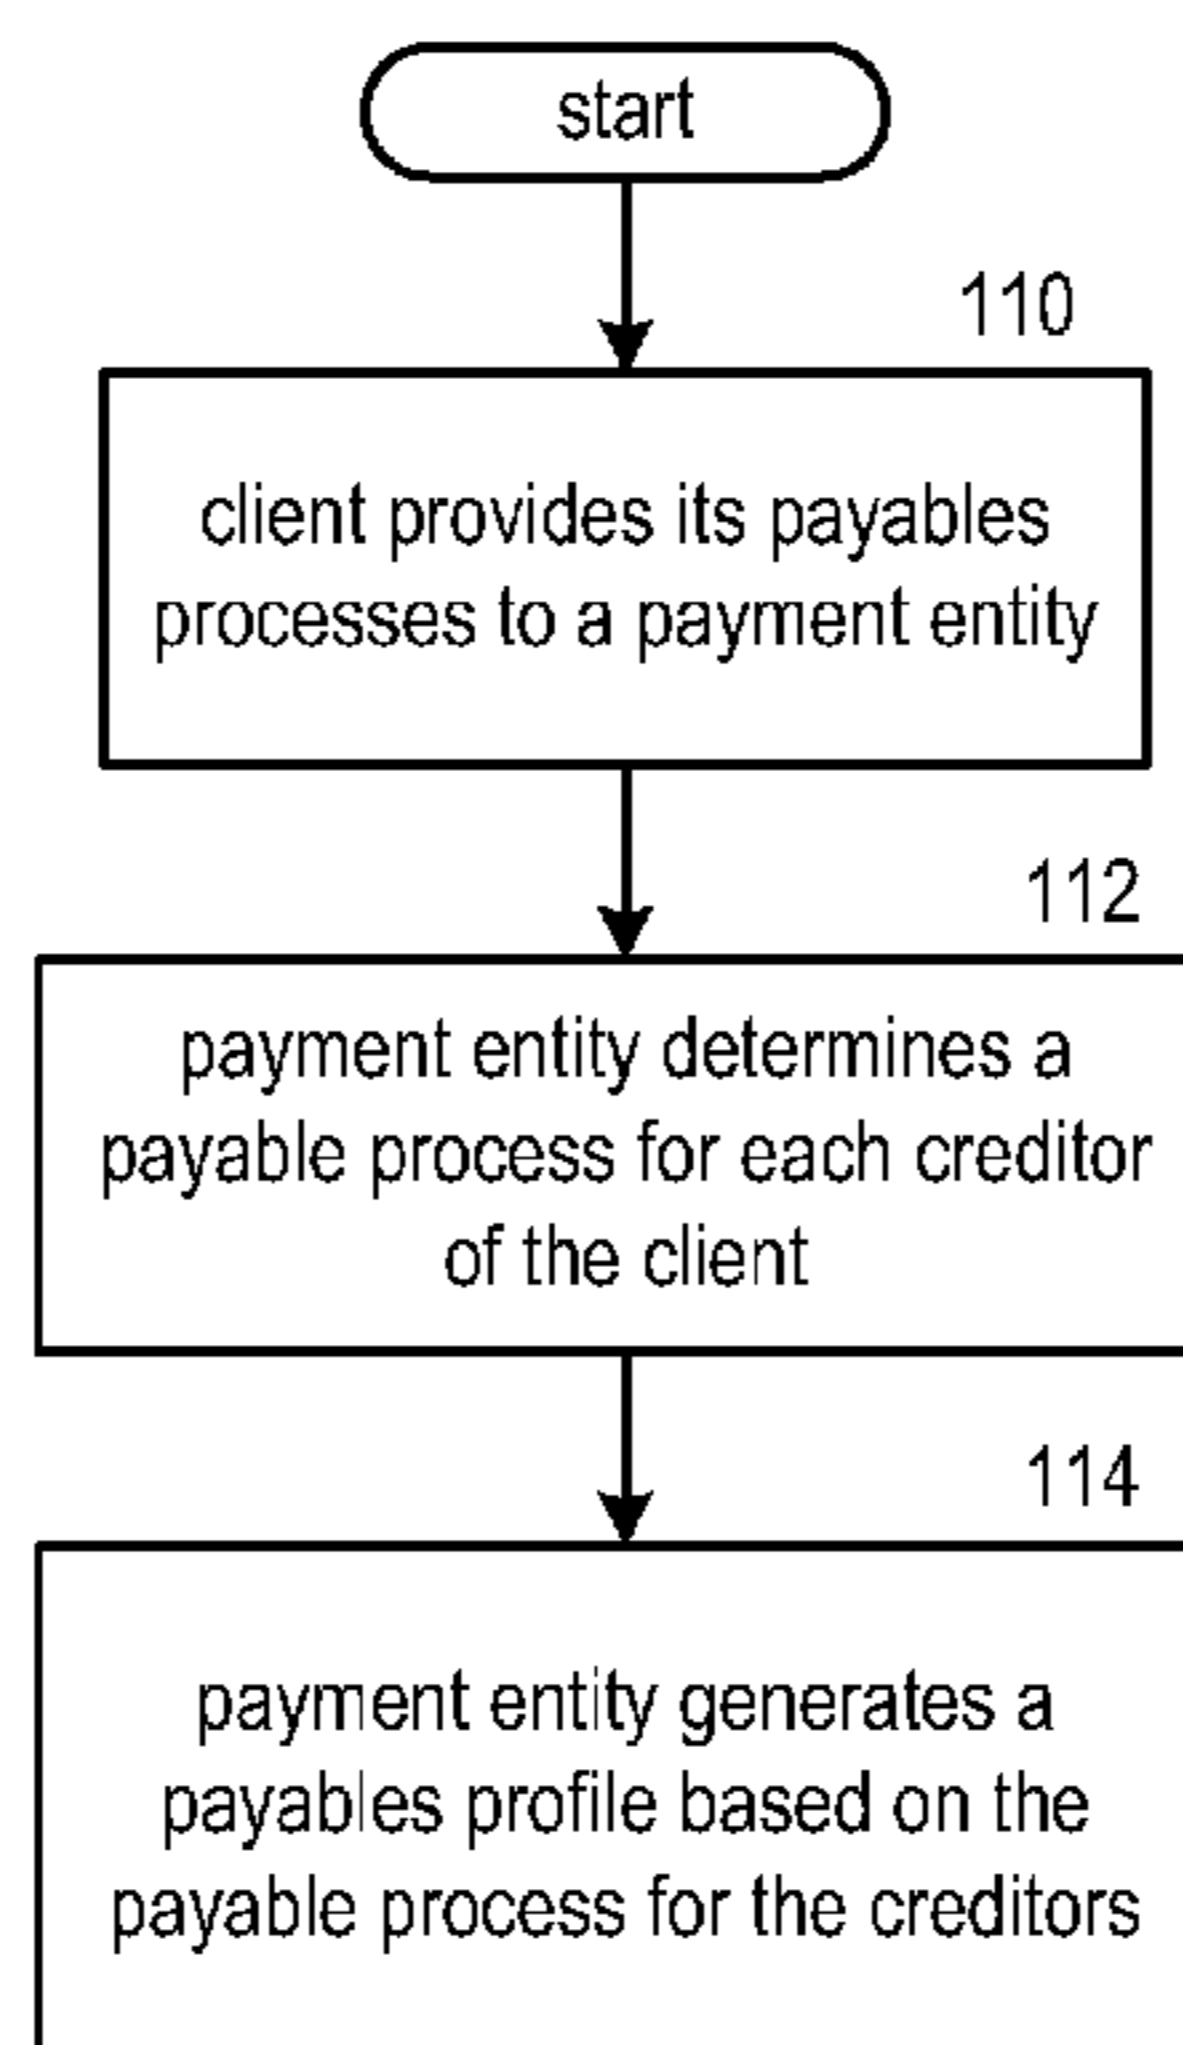 start
110
client provides its payables
processes to a payment entity
112
payment entity determines a
payable process for each creditor
of the client
114
payment entity generates a
payables profile based on the
payable process for the creditors